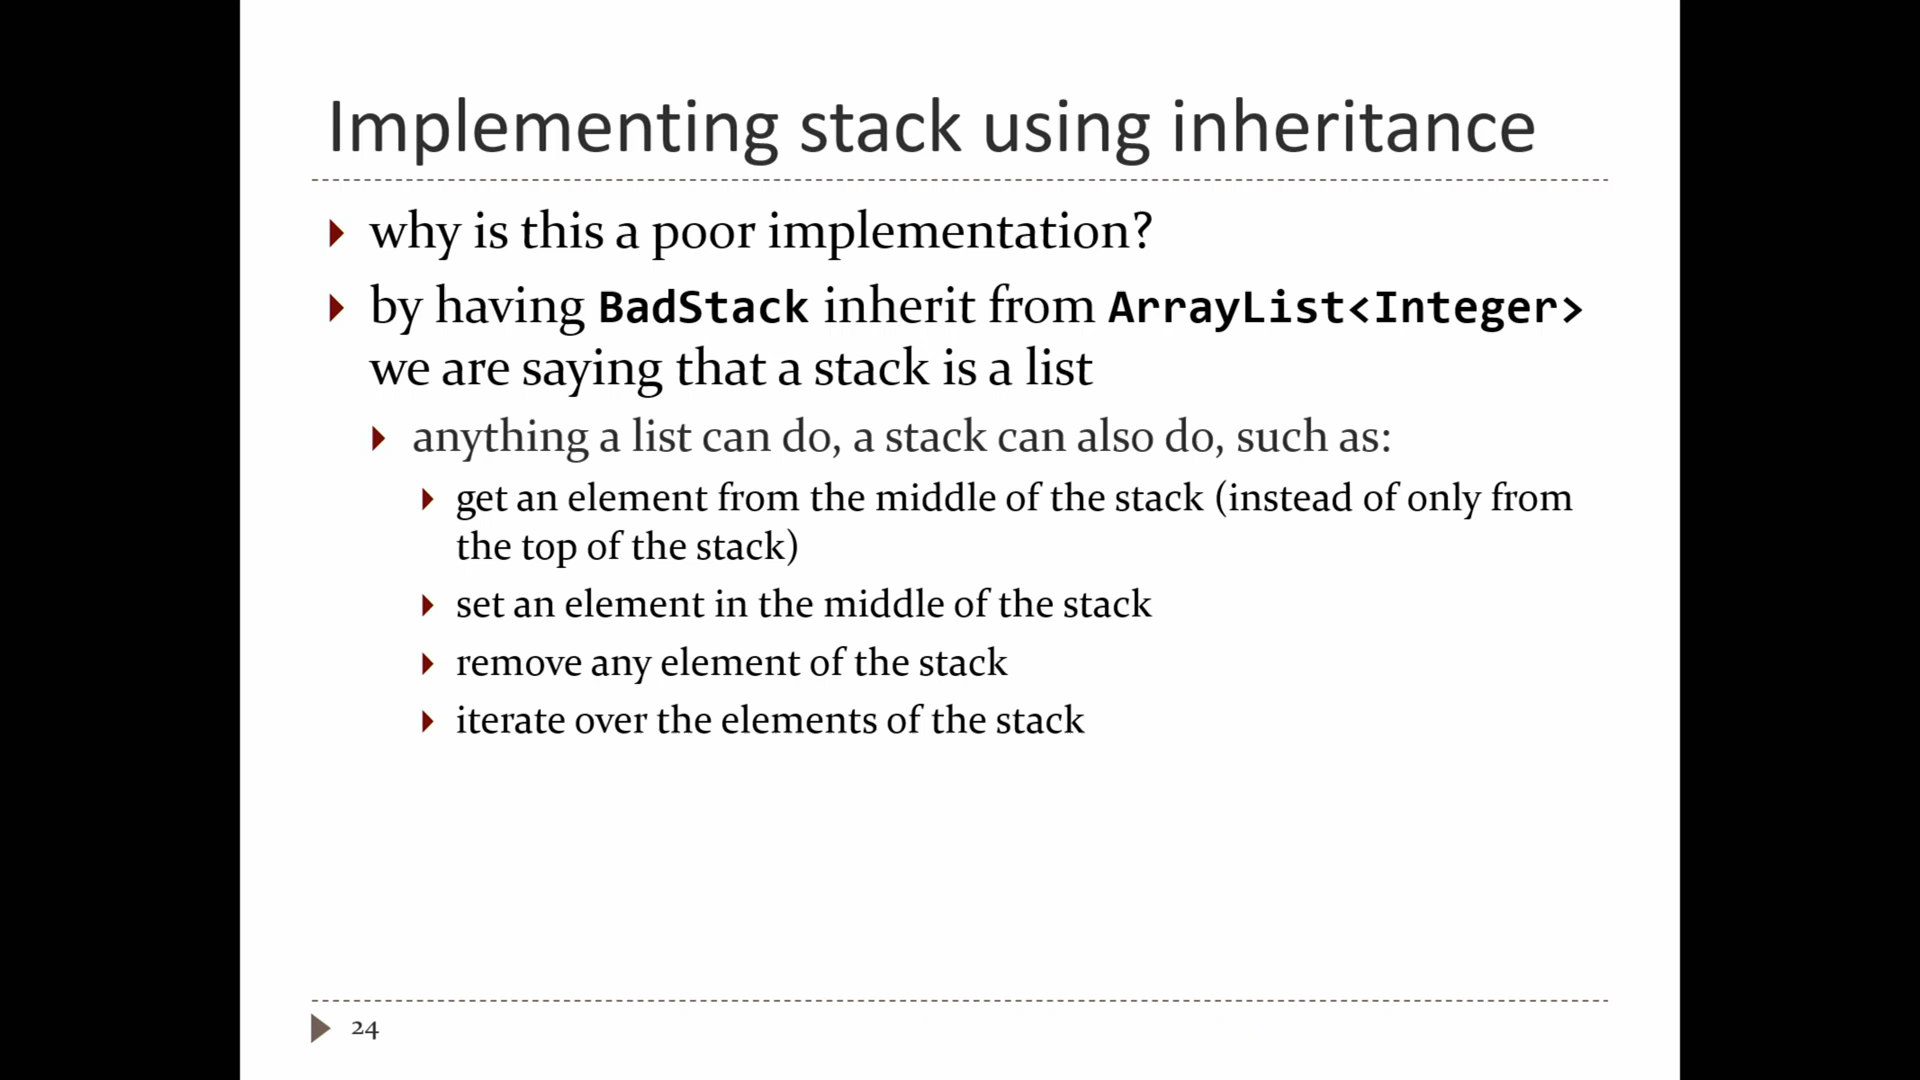 Implementing stack using inheritance
why is this a poor implementation?
by having BadStack inherit from ArrayList<Integer>
we are saying that a stack is a list
anything a list can do, a stack can also do, such as:
get an element from the middle of the stack (instead of only from
the top of the stack)
set an element in the middle of the stack
remove any element of the stack
iterate over the elements of the stack
24